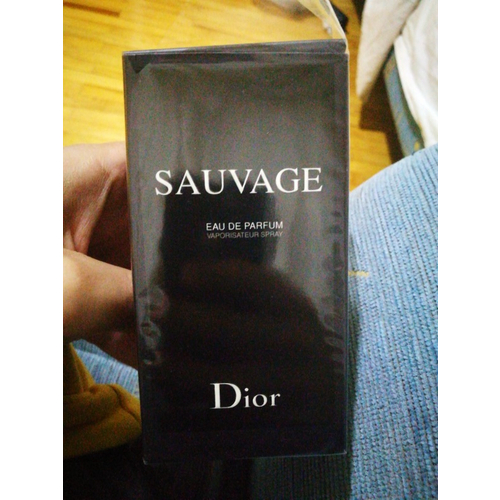 SAUVAGE
EAU DE PARFUM
VAPORISATEUR SPRAY
Dior